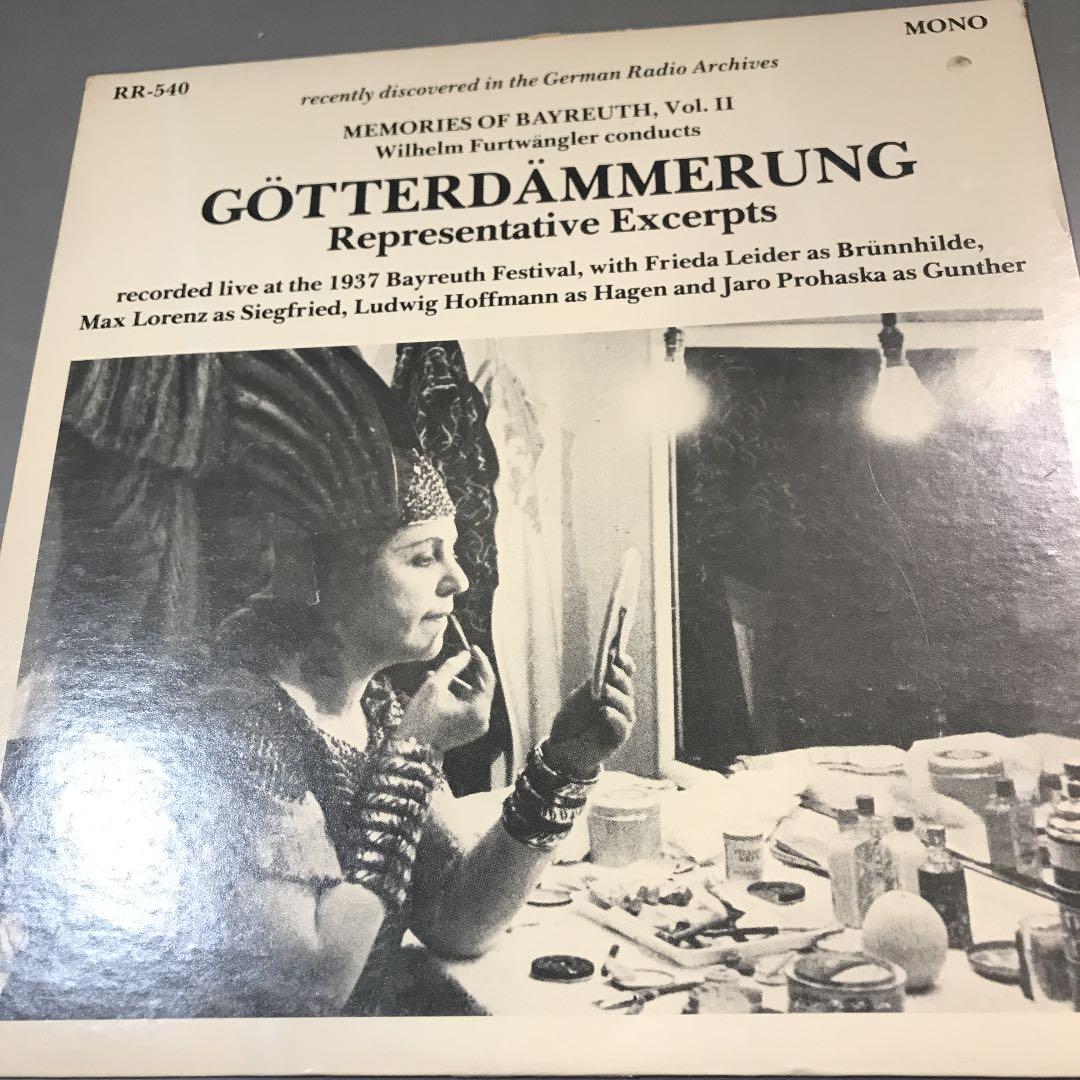 MONO
RR-540
recently discovered in the German Radio Archives
MEMORIES OF BAYREUTH, Vol. II
Wilhelm Furtwängler conducts
GÖTTERDÄMMERUNG
Representative Excerpts
recorded live at the 1937 Bayreuth Festival, with Frieda Leider as Brünnhilde,
Max Lorenz as Siegfried, Ludwig Hoffmann as Hagen and Jaro Prohaska as Gunther